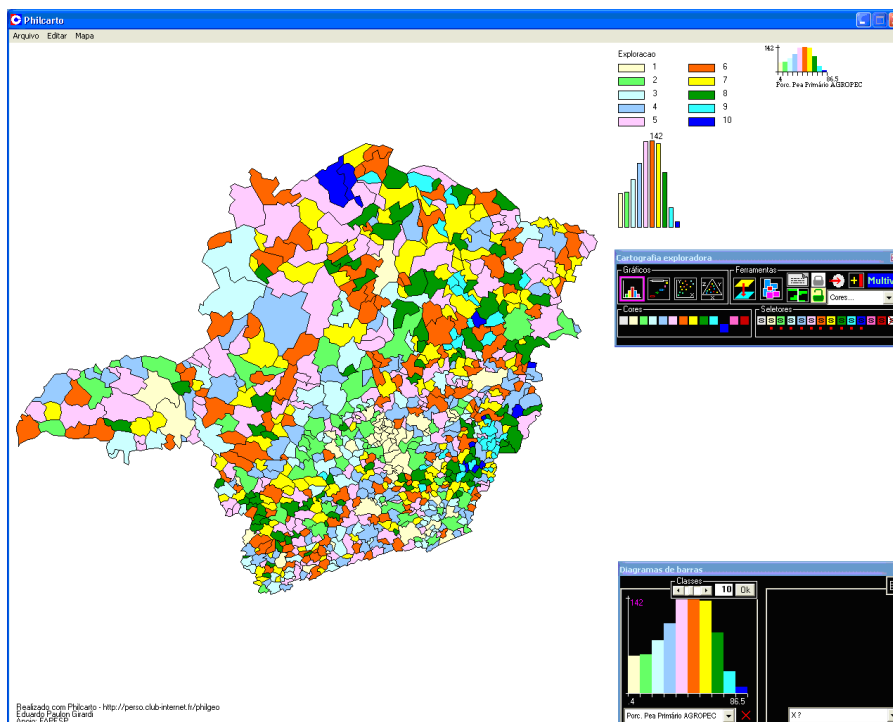 Philcarto
Arquivo Editar Mapa
Exploracao
1 6
2 7
3 8
4 9
5 10
142
142
.4 86.5
Porc. Pea Primário AGROPEC
Cartografia exploradora
Gráficos
Ferramentas
Multiv
Cores...
Cores
Seletores
S S S S S S S S S S S
Diagramas de barras
Classes
10 Ok
142
.4 86.5
Porc. Pea Primário AGROPEC
X ?
Realizado com Philcarto - http://perso.club-internet.fr/philgeo
Eduardo Paulon Girardi
Apoio: FAPESP